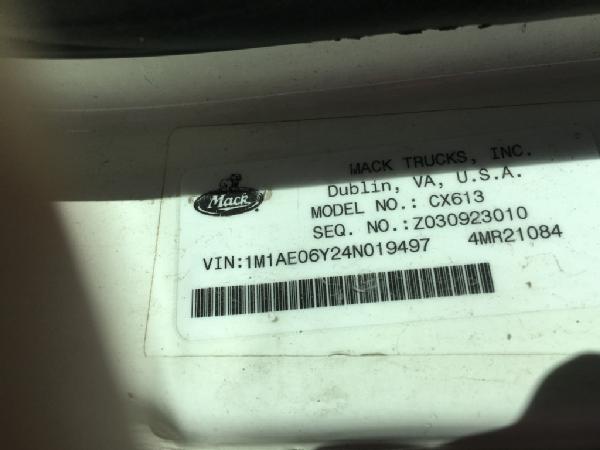 MACK TRUCKS, INC.
Dublin, VA, U.S.A.
Mack
MODEL NO.: CX613
SEQ. NO.: Z030923010
VIN:1M1AE06Y24N019497 4MR21084